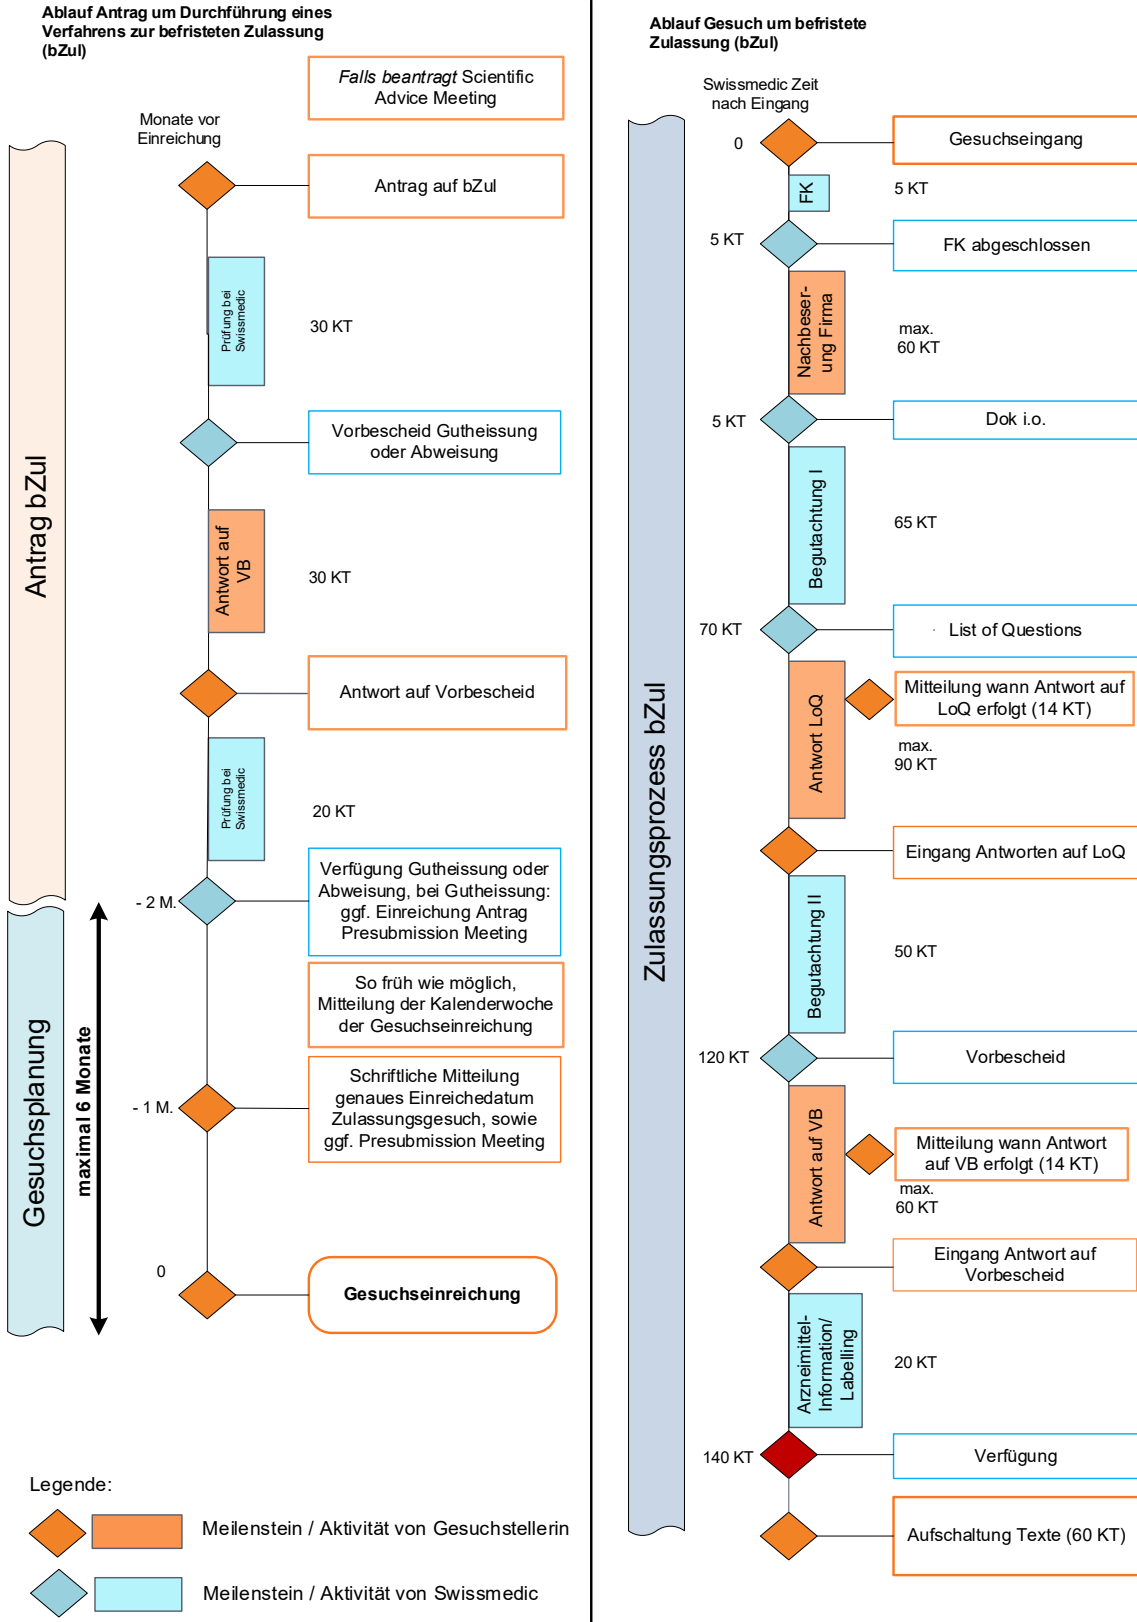 Ablauf Antrag um Durchführung eines
Verfahrens zur befristeten Zulassung
(bZul)
Falls beantragt Scientific
Advice Meeting
Monate vor
Einreichung
Antrag auf bZul
Prüfung bei
Swissmedic
30 KT
Vorbescheid Gutheissung
oder Abweisung
Antrag bZul
Antwort auf
VB
30 KT
Antwort auf Vorbescheid
Prüfung bei
Swissmedic
20 KT
- 2 M.
Verfügung Gutheissung oder
Abweisung, bei Gutheissung:
ggf. Einreichung Antrag
Presubmission Meeting
So früh wie möglich,
Mitteilung der Kalenderwoche
der Gesuchseinreichung
Gesuchsplanung
maximal 6 Monate
- 1 M.
Schriftliche Mitteilung
genaues Einreichedatum
Zulassungsgesuch, sowie
ggf. Presubmission Meeting
0
Gesuchseinreichung
Legende:
Meilenstein / Aktivität von Gesuchstellerin
Meilenstein / Aktivität von Swissmedic
Ablauf Gesuch um befristete
Zulassung (bZul)
Swissmedic Zeit
nach Eingang
0
Gesuchseingang
FK
5 KT
5 KT
FK abgeschlossen
Nachbeser-
ung Firma
max.
60 KT
5 KT
Dok i.o.
Begutachtung I
65 KT
70 KT
List of Questions
Zulassungsprozess bZul
Antwort LoQ
Mitteilung wann Antwort auf
LoQ erfolgt (14 KT)
max.
90 KT
Eingang Antworten auf LoQ
Begutachtung II
50 KT
120 KT
Vorbescheid
Antwort auf VB
Mitteilung wann Antwort
auf VB erfolgt (14 KT)
max.
60 KT
Eingang Antwort auf
Vorbescheid
Arzneimittel-
Information/
Labelling
20 KT
140 KT
Verfügung
Aufschaltung Texte (60 KT)